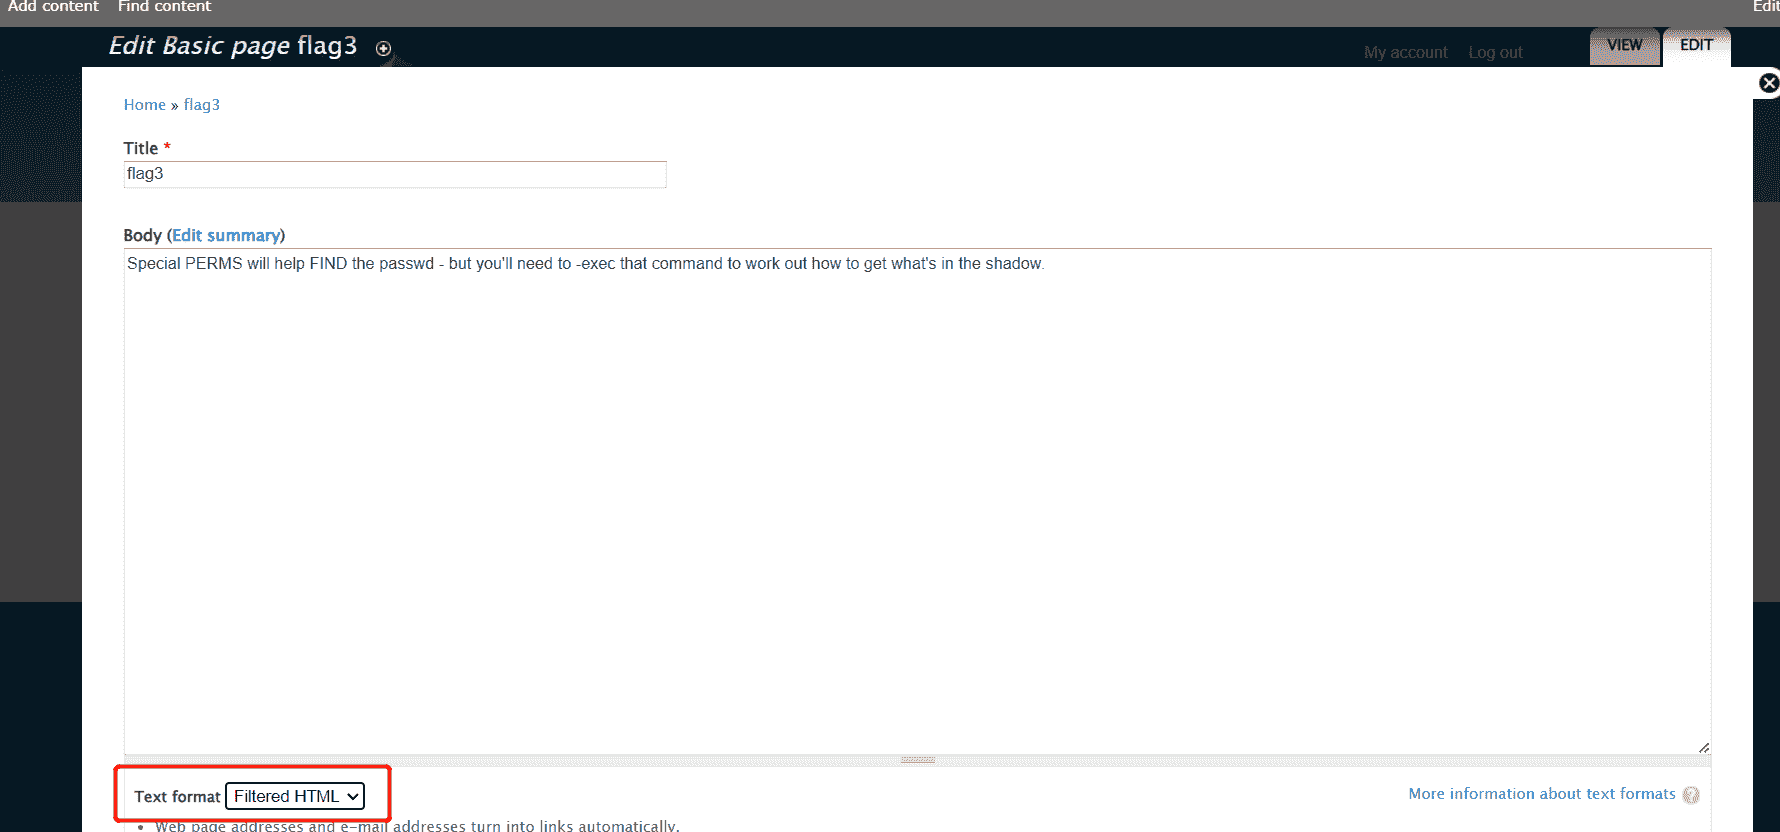 Add content Find content Edit
Edit Basic page flag3
My account Log out VIEW EDIT
Home » flag3
Title *
flag3
Body (Edit summary)
Special PERMS will help FIND the passwd - but you'll need to -exec that command to work out how to get what's in the shadow.
Text format Filtered HTML More information about text formats
• Web page addresses and e-mail addresses turn into links automatically.